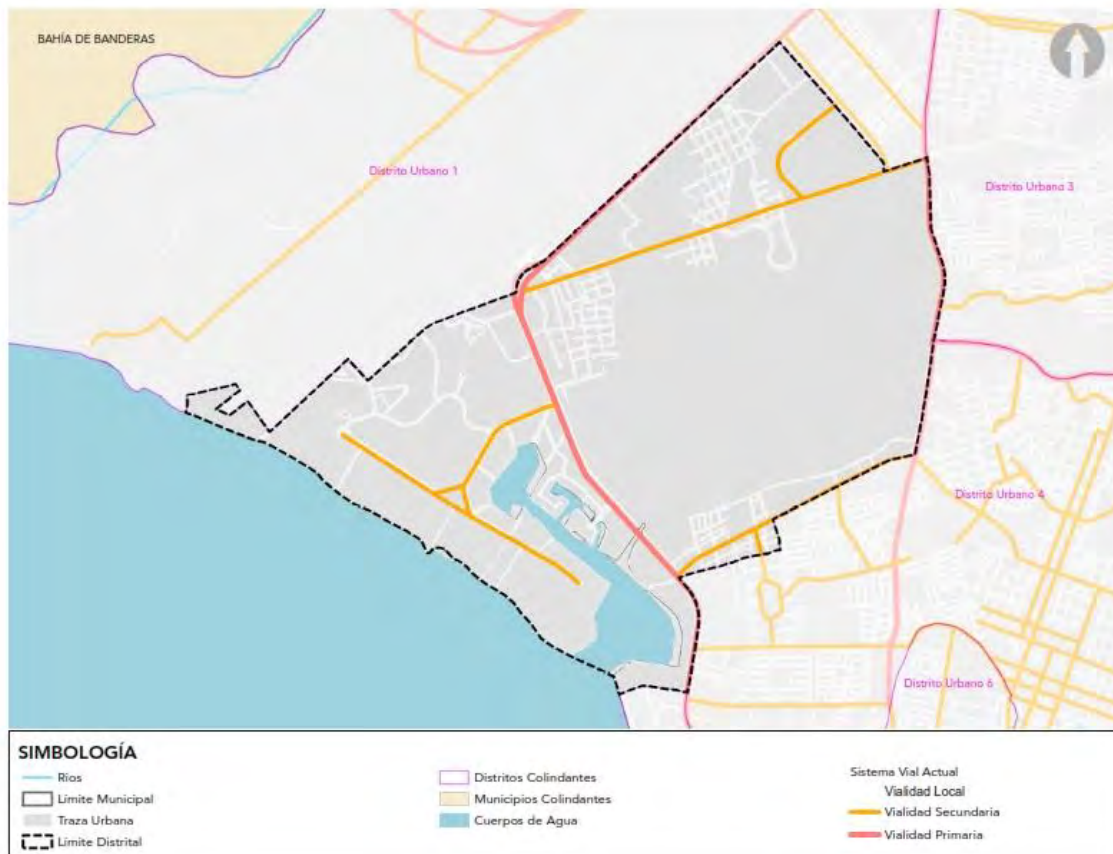 BAHÍA DE BANDERAS
Distrito Urbano 1
Distrito Urbano 3
Distrito Urbano 4
Distrito Urbano 6
SIMBOLOGÍA
Ríos
Límite Municipal
Traza Urbana
Límite Distrital
Distritos Colindantes
Municipios Colindantes
Cuerpos de Agua
Sistema Vial Actual
Vialidad Local
Vialidad Secundaria
Vialidad Primaria